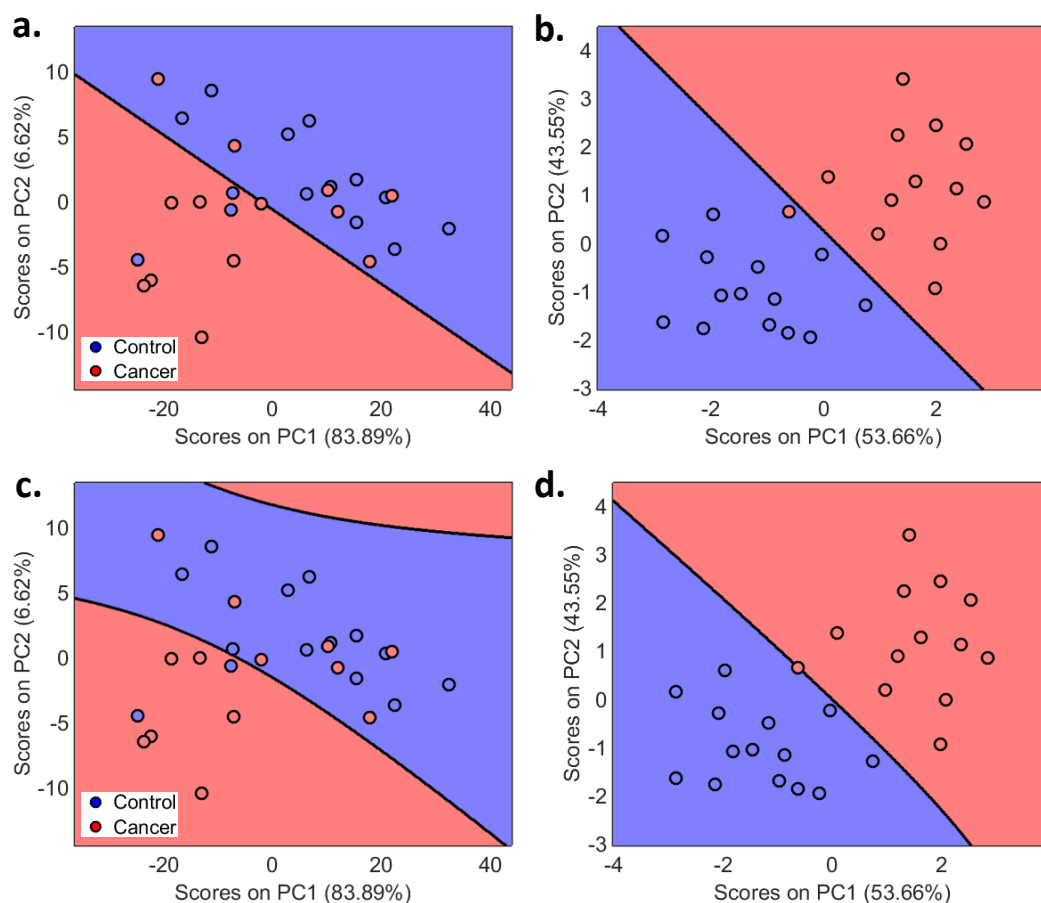 a.
10
5
0
-5
-10
Scores on PC2 (6.62%)
Control
Cancer
-20 0 20 40
Scores on PC1 (83.89%)
b.
4
3
2
1
0
-1
-2
-3
Scores on PC2 (43.55%)
-4 -2 0 2
Scores on PC1 (53.66%)
c.
10
5
0
-5
-10
Scores on PC2 (6.62%)
Control
Cancer
-20 0 20 40
Scores on PC1 (83.89%)
d.
4
3
2
1
0
-1
-2
-3
Scores on PC2 (43.55%)
-4 -2 0 2
Scores on PC1 (53.66%)